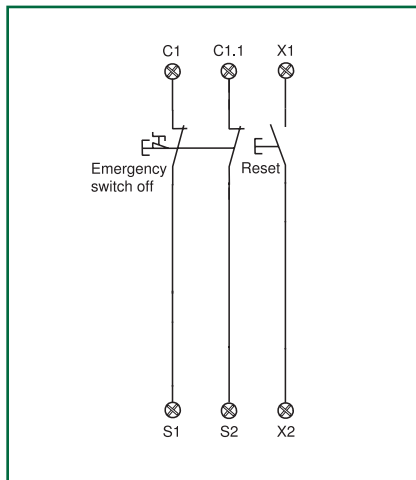 C1 C1.1 X1
Emergency
switch off
Reset
S1 S2 X2